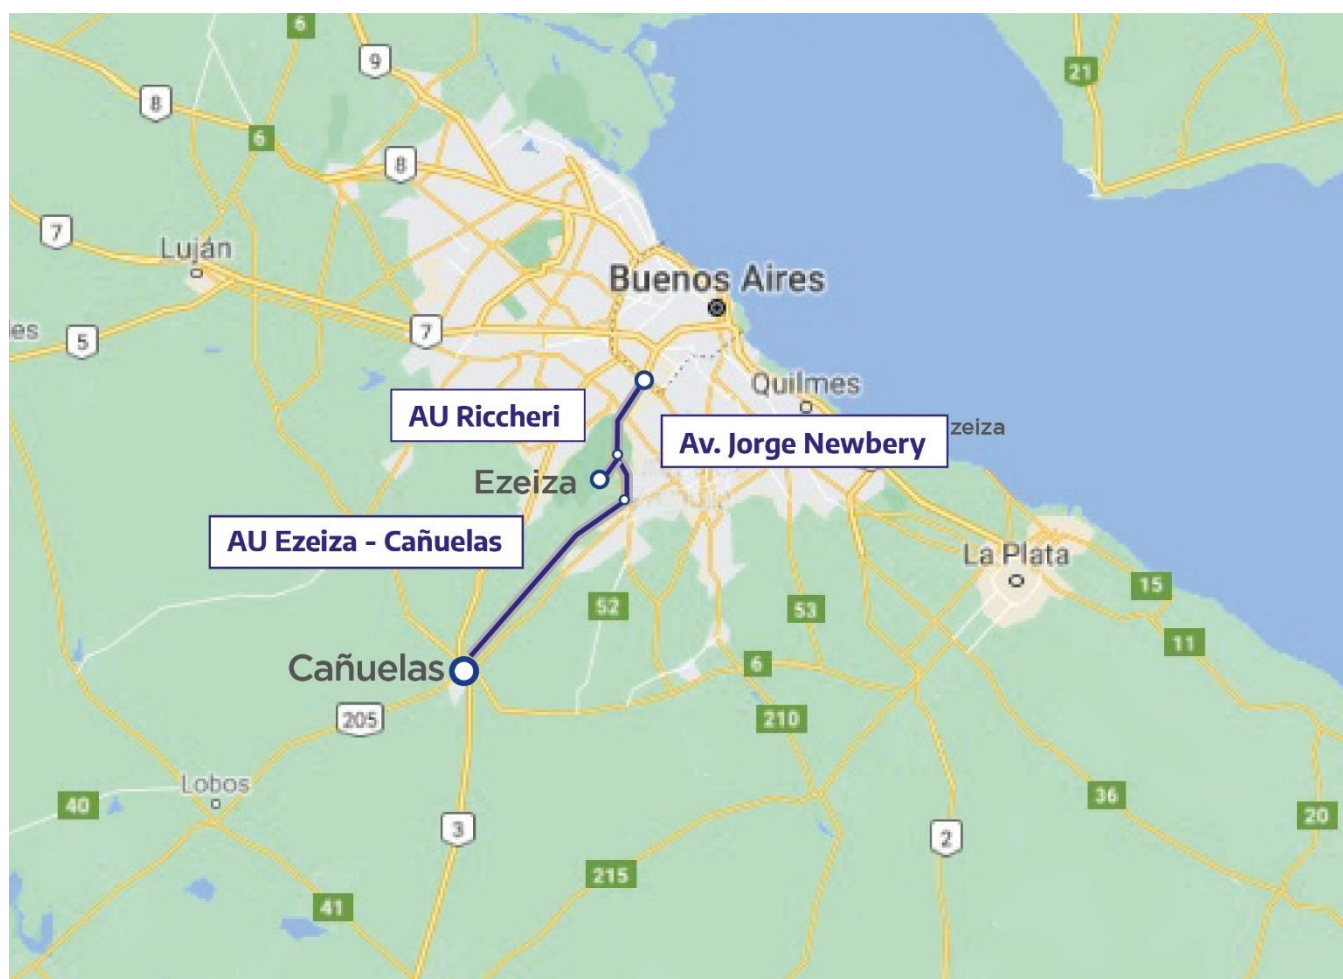 6
9
21
8
6
8
7
Luján
Buenos Aires
7
5
es
Quilmes
AU Riccheri
Av. Jorge Newbery
zeiza
Ezeiza
AU Ezeiza - Cañuelas
La Plata
15
52
53
11
Cañuelas
6
205
210
Lobos
40
36
20
3
2
215
41